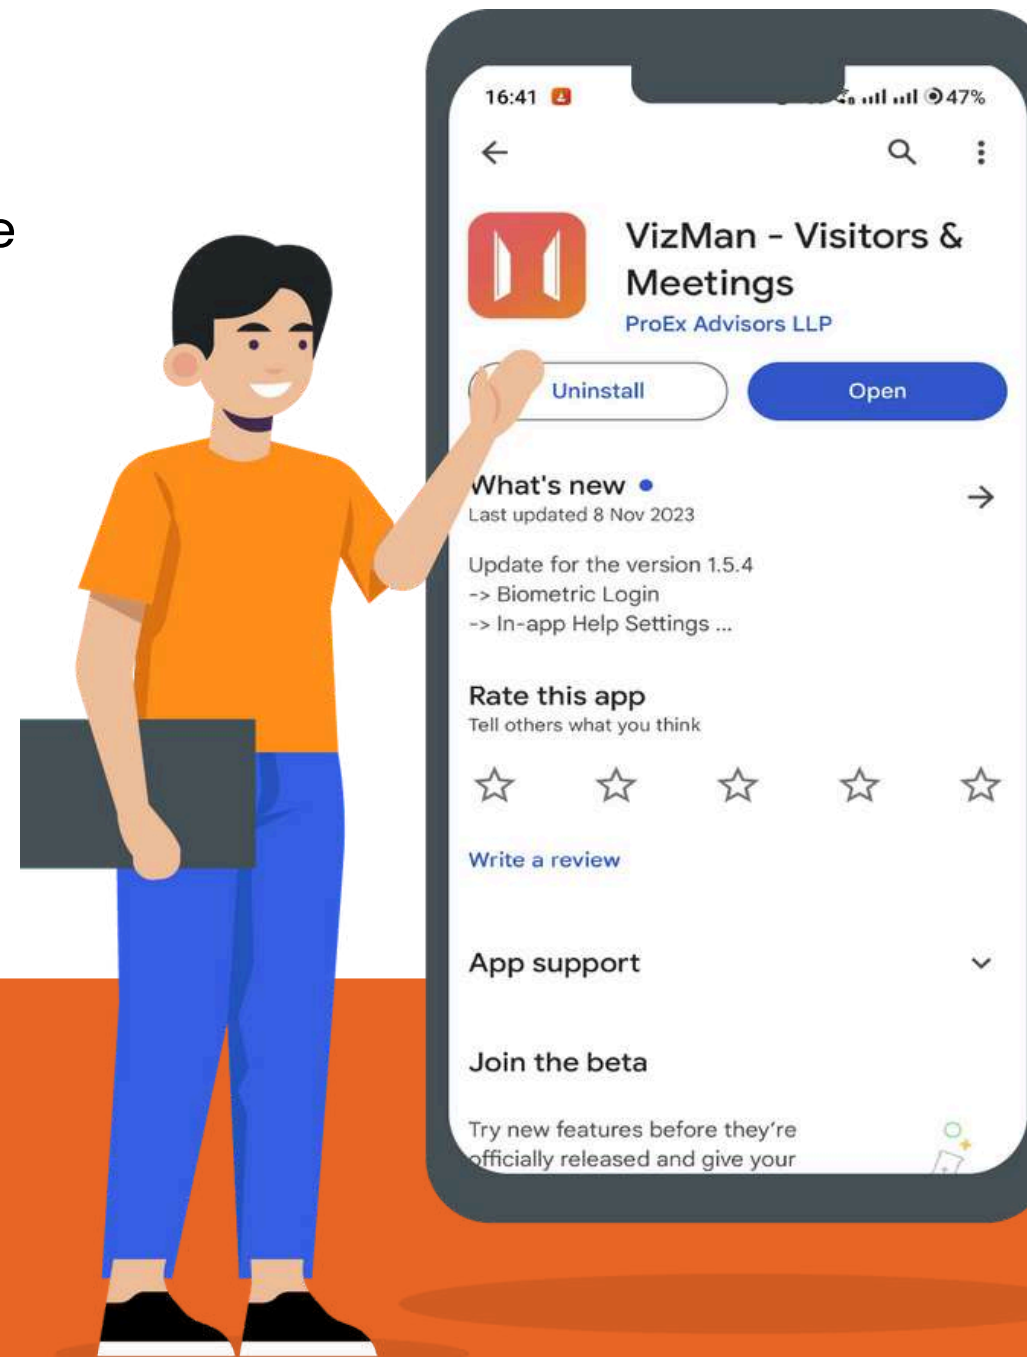 e
16:41
47%
VizMan - Visitors &
Meetings
ProEx Advisors LLP
Uninstall
Open
What's new
Last updated 8 Nov 2023
Update for the version 1.5.4
-> Biometric Login
-> In-app Help Settings ...
Rate this app
Tell others what you think
Write a review
App support
Join the beta
Try new features before they're
officially released and give your